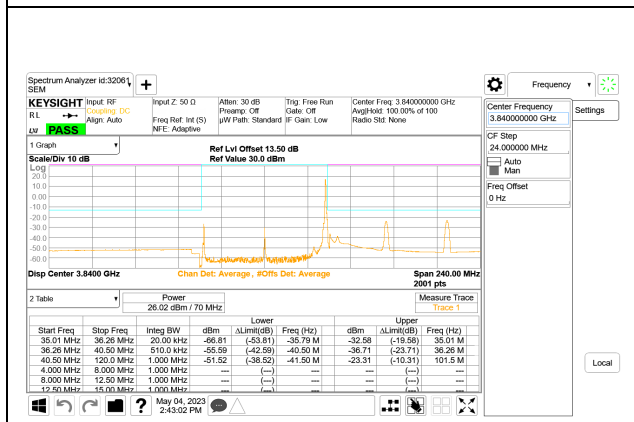 Spectrum Analyzer id:32061
SEM
Frequency
KEYSIGHT Input: RF Input Z: 50 Ω Atten: 30 dB Trig: Free Run Center Freq: 3.840000000 GHz
RL Coupling: DC Preamp: Off Gate: Off Avg|Hold: 100.00% of 100
Align: Auto Freq Ref: Int (S) µW Path: Standard IF Gain: Low Radio Std: None
NFE: Adaptive
LXI PASS
Center Frequency
3.840000000 GHz
Settings
CF Step
24.000000 MHz
Auto
Man
Freq Offset
0 Hz
1 Graph
Ref Lvl Offset 13.50 dB
Scale/Div 10 dB Ref Value 30.0 dBm
Log
20.0
10.0
0.00
-10.0
-20.0
-30.0
-40.0
-50.0
-60.0
Disp Center 3.8400 GHz Chan Det: Average , #Offs Det: Average Span 240.00 MHz
2001 pts
2 Table Power Measure Trace
26.02 dBm / 70 MHz Trace 1
Lower Upper
Start Freq Stop Freq Integ BW dBm ΔLimit(dB) Freq (Hz) dBm ΔLimit(dB) Freq (Hz)
35.01 MHz 36.26 MHz 20.00 kHz -66.81 (-53.81) -35.79 M -32.58 (-19.58) 35.01 M
36.26 MHz 40.50 MHz 510.0 kHz -55.59 (-42.59) -40.50 M -36.71 (-23.71) 36.26 M
40.50 MHz 120.0 MHz 1.000 MHz -51.52 (-38.52) -41.50 M -23.31 (-10.31) 101.5 M
4.000 MHz 8.000 MHz 1.000 MHz --- (---) --- --- (---) ---
8.000 MHz 12.50 MHz 1.000 MHz --- (---) --- --- (---) ---
12.50 MHz 15.00 MHz 1.000 MHz --- (---) --- --- (---) ---
Local
? May 04, 2023
2:43:02 PM